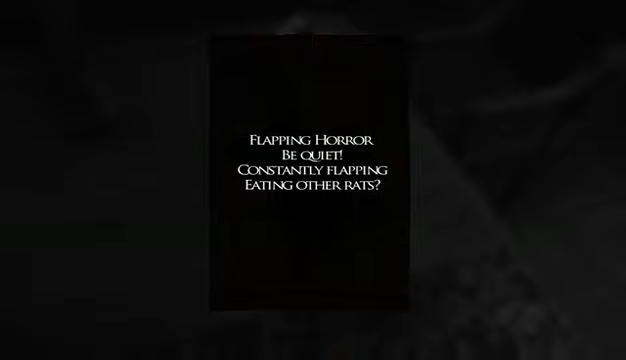 Flapping Horror
Be quiet!
Constantly flapping
Eating other rats?